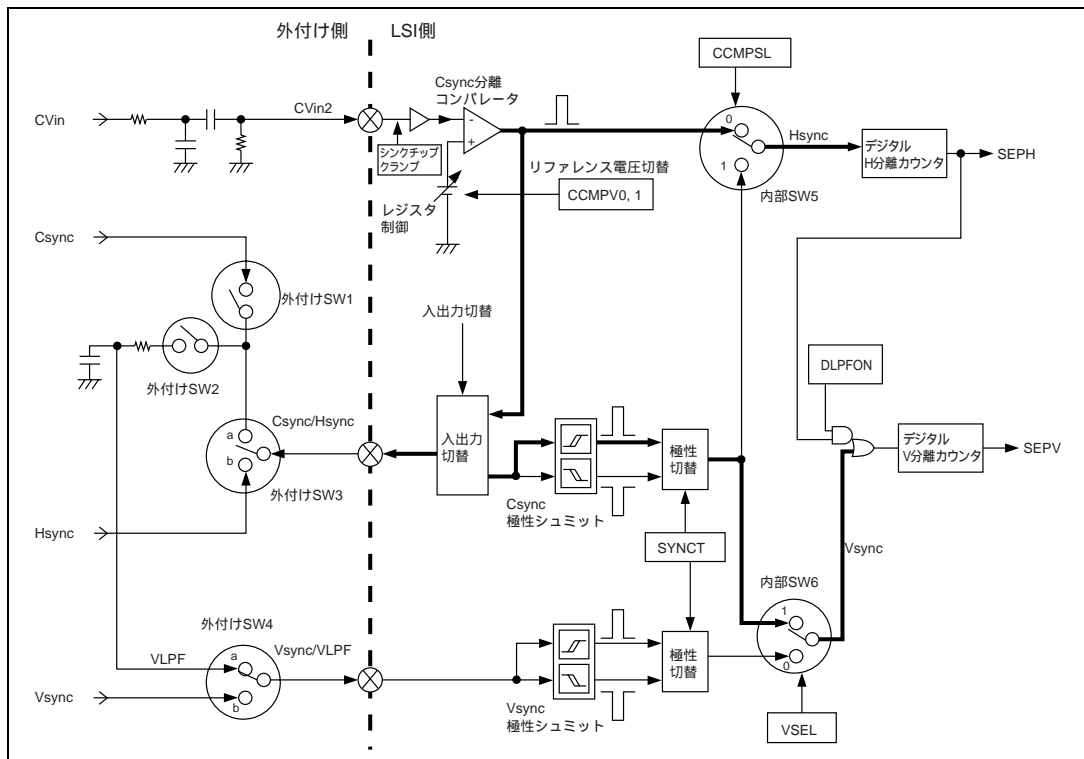 外付け側
LSI側
CCMPSL
Csync分離
コンパレータ
CVin
CVin2
-
+
シンクチップ
クランプ
リファレンス電圧切替
CCMPV0, 1
レジスタ
制御
0
1
Hsync
内部SW5
デジタル
H分離カウンタ
SEPH
Csync
外付けSW1
外付けSW2
入出力切替
DLPFON
Csync/Hsync
a
b
外付けSW3
入出力
切替
Csync
極性シュミット
極性
切替
デジタル
V分離カウンタ
SEPV
Hsync
SYNCT
Vsync
内部SW6
1
0
外付けSW4
VLPF
a
b
Vsync/VLPF
Vsync
Vsync
極性シュミット
極性
切替
VSEL